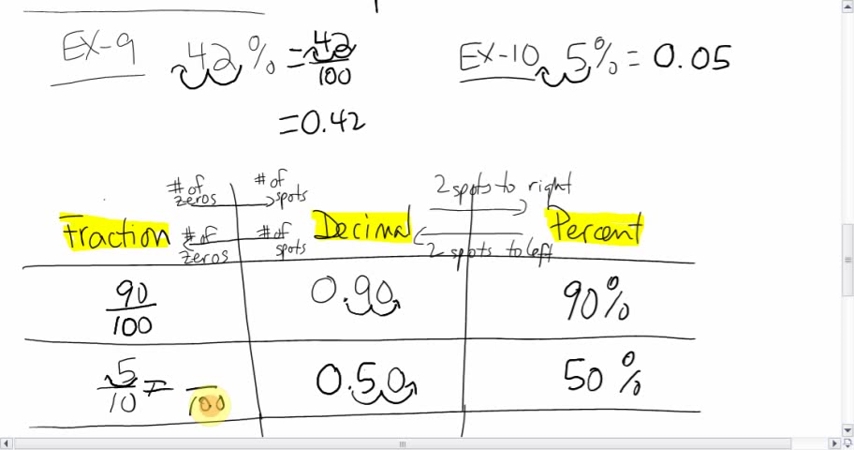 EX-9 42% = 42/100
= 0.42
EX-10 5% = 0.05
# of zeros # of spots 2 spots to right
Fraction Decimal Percent
# of zeros # of spots 2 spots to left
90/100 0.90 90%
5/10 = /100 0.50 50%